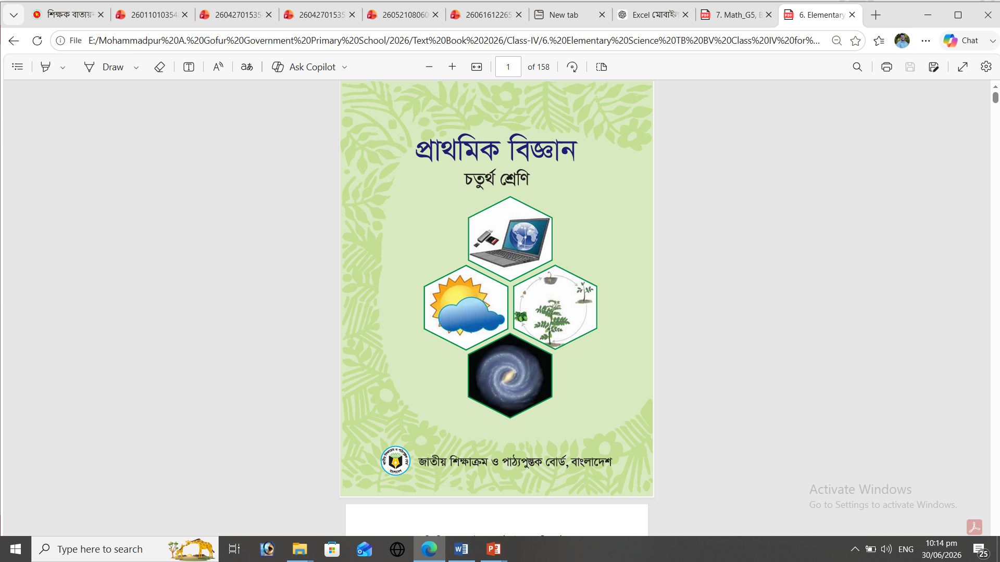 শিক্ষক বাতায়ন
2601101035
26042701535
26042701535
26052108060
26061612265
New tab
Excel মোবাইল
7. Math_G5, B
6. Elementary
File
E:/Mohammadpur%20A.%20Gofur%20Government%20Primary%20School/2026/Text%20Book%202026/Class-IV/6.%20Elementary%20Science%20TB%20BV%20Class%20IV%20for%...
Chat
Draw
Ask Copilot
1
of 158
প্রাথমিক বিজ্ঞান
চতুর্থ শ্রেণি
জাতীয় শিক্ষাক্রম ও পাঠ্যপুস্তক বোর্ড, বাংলাদেশ
Activate Windows
Go to Settings to activate Windows.
Type here to search
ENG
10:14 pm
30/06/2026
25